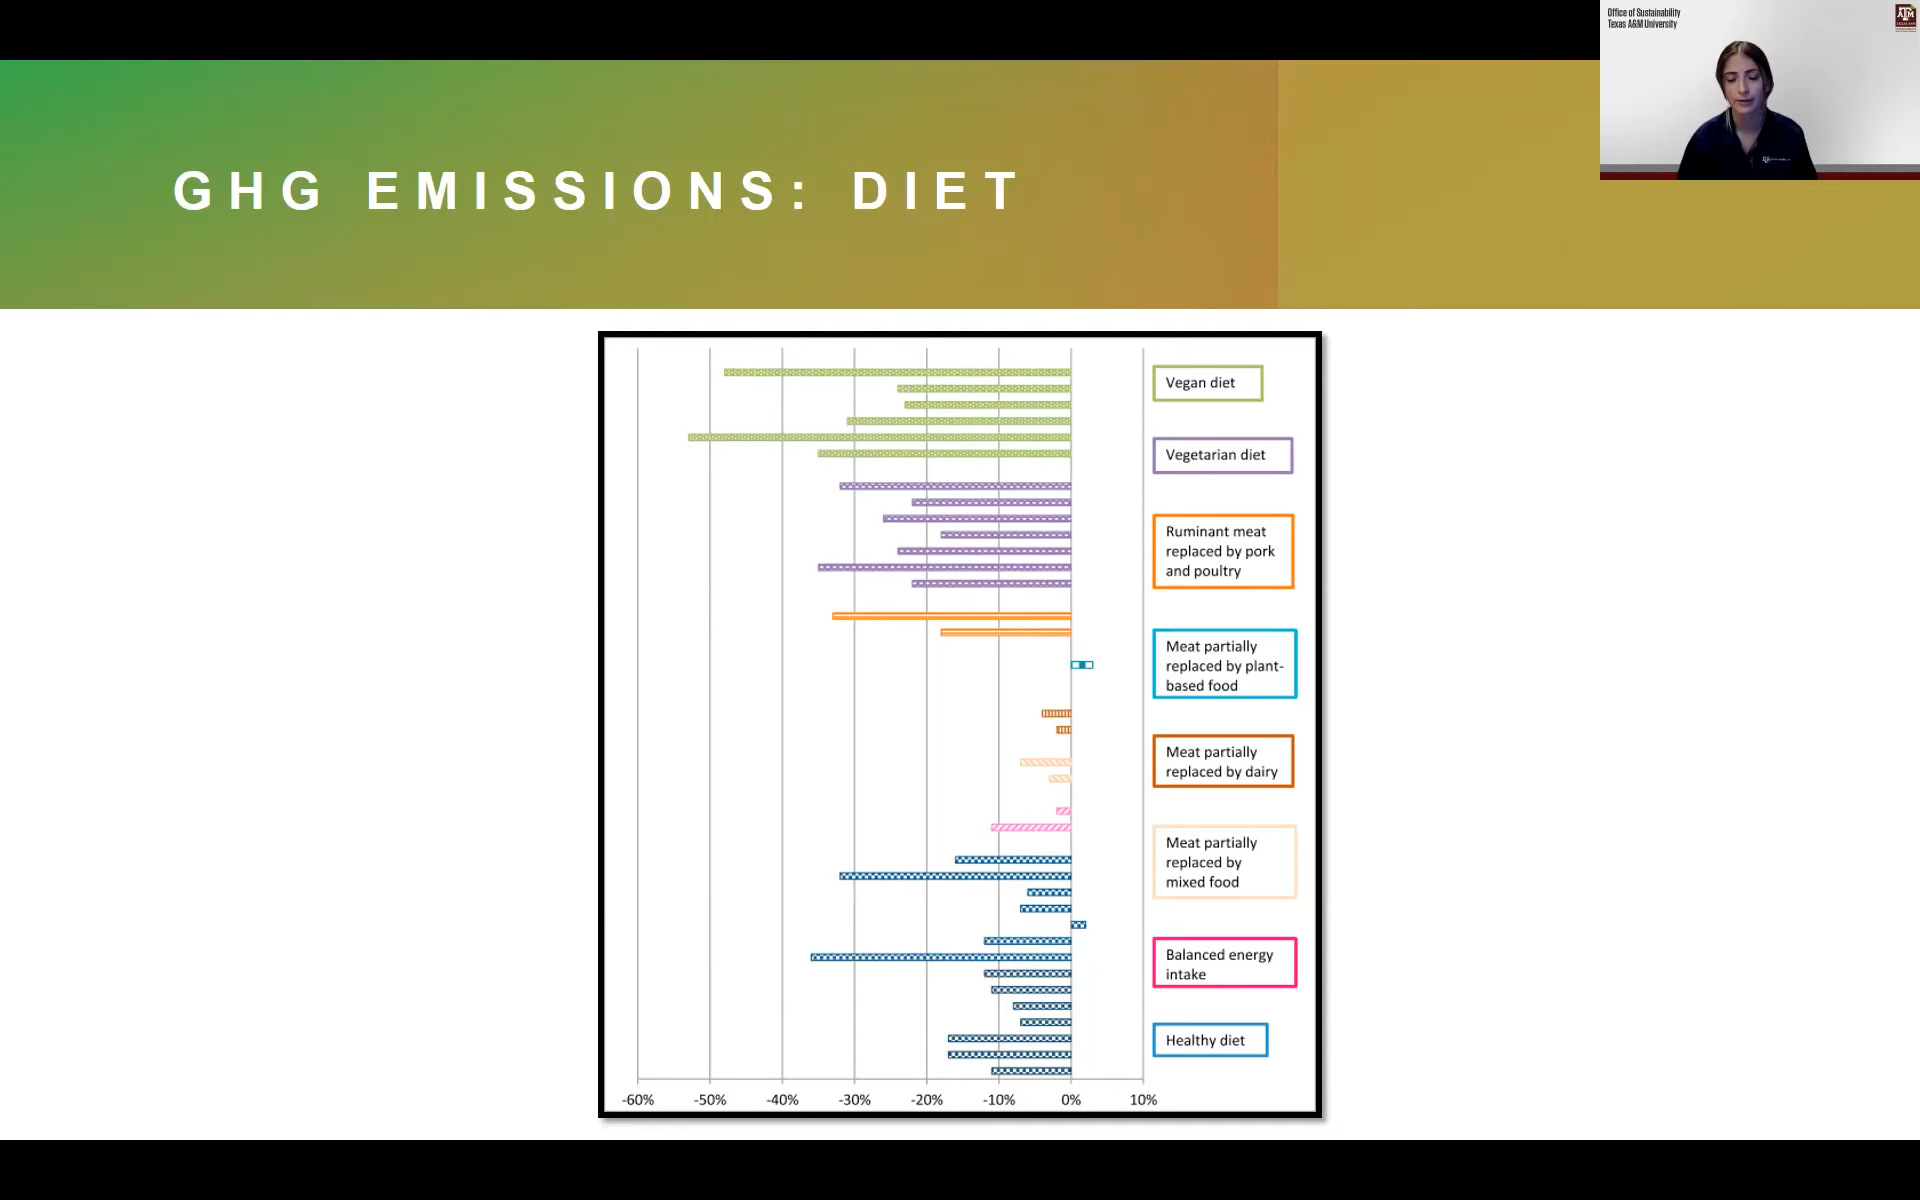 Office of Sustainability
Texas A&M University
GHG EMISSIONS: DIET
Vegan diet
Vegetarian diet
Ruminant meat
replaced by pork
and poultry
Meat partially
replaced by plant-
based food
Meat partially
replaced by dairy
Meat partially
replaced by
mixed food
Balanced energy
intake
Healthy diet
-60% -50% -40% -30% -20% -10% 0% 10%